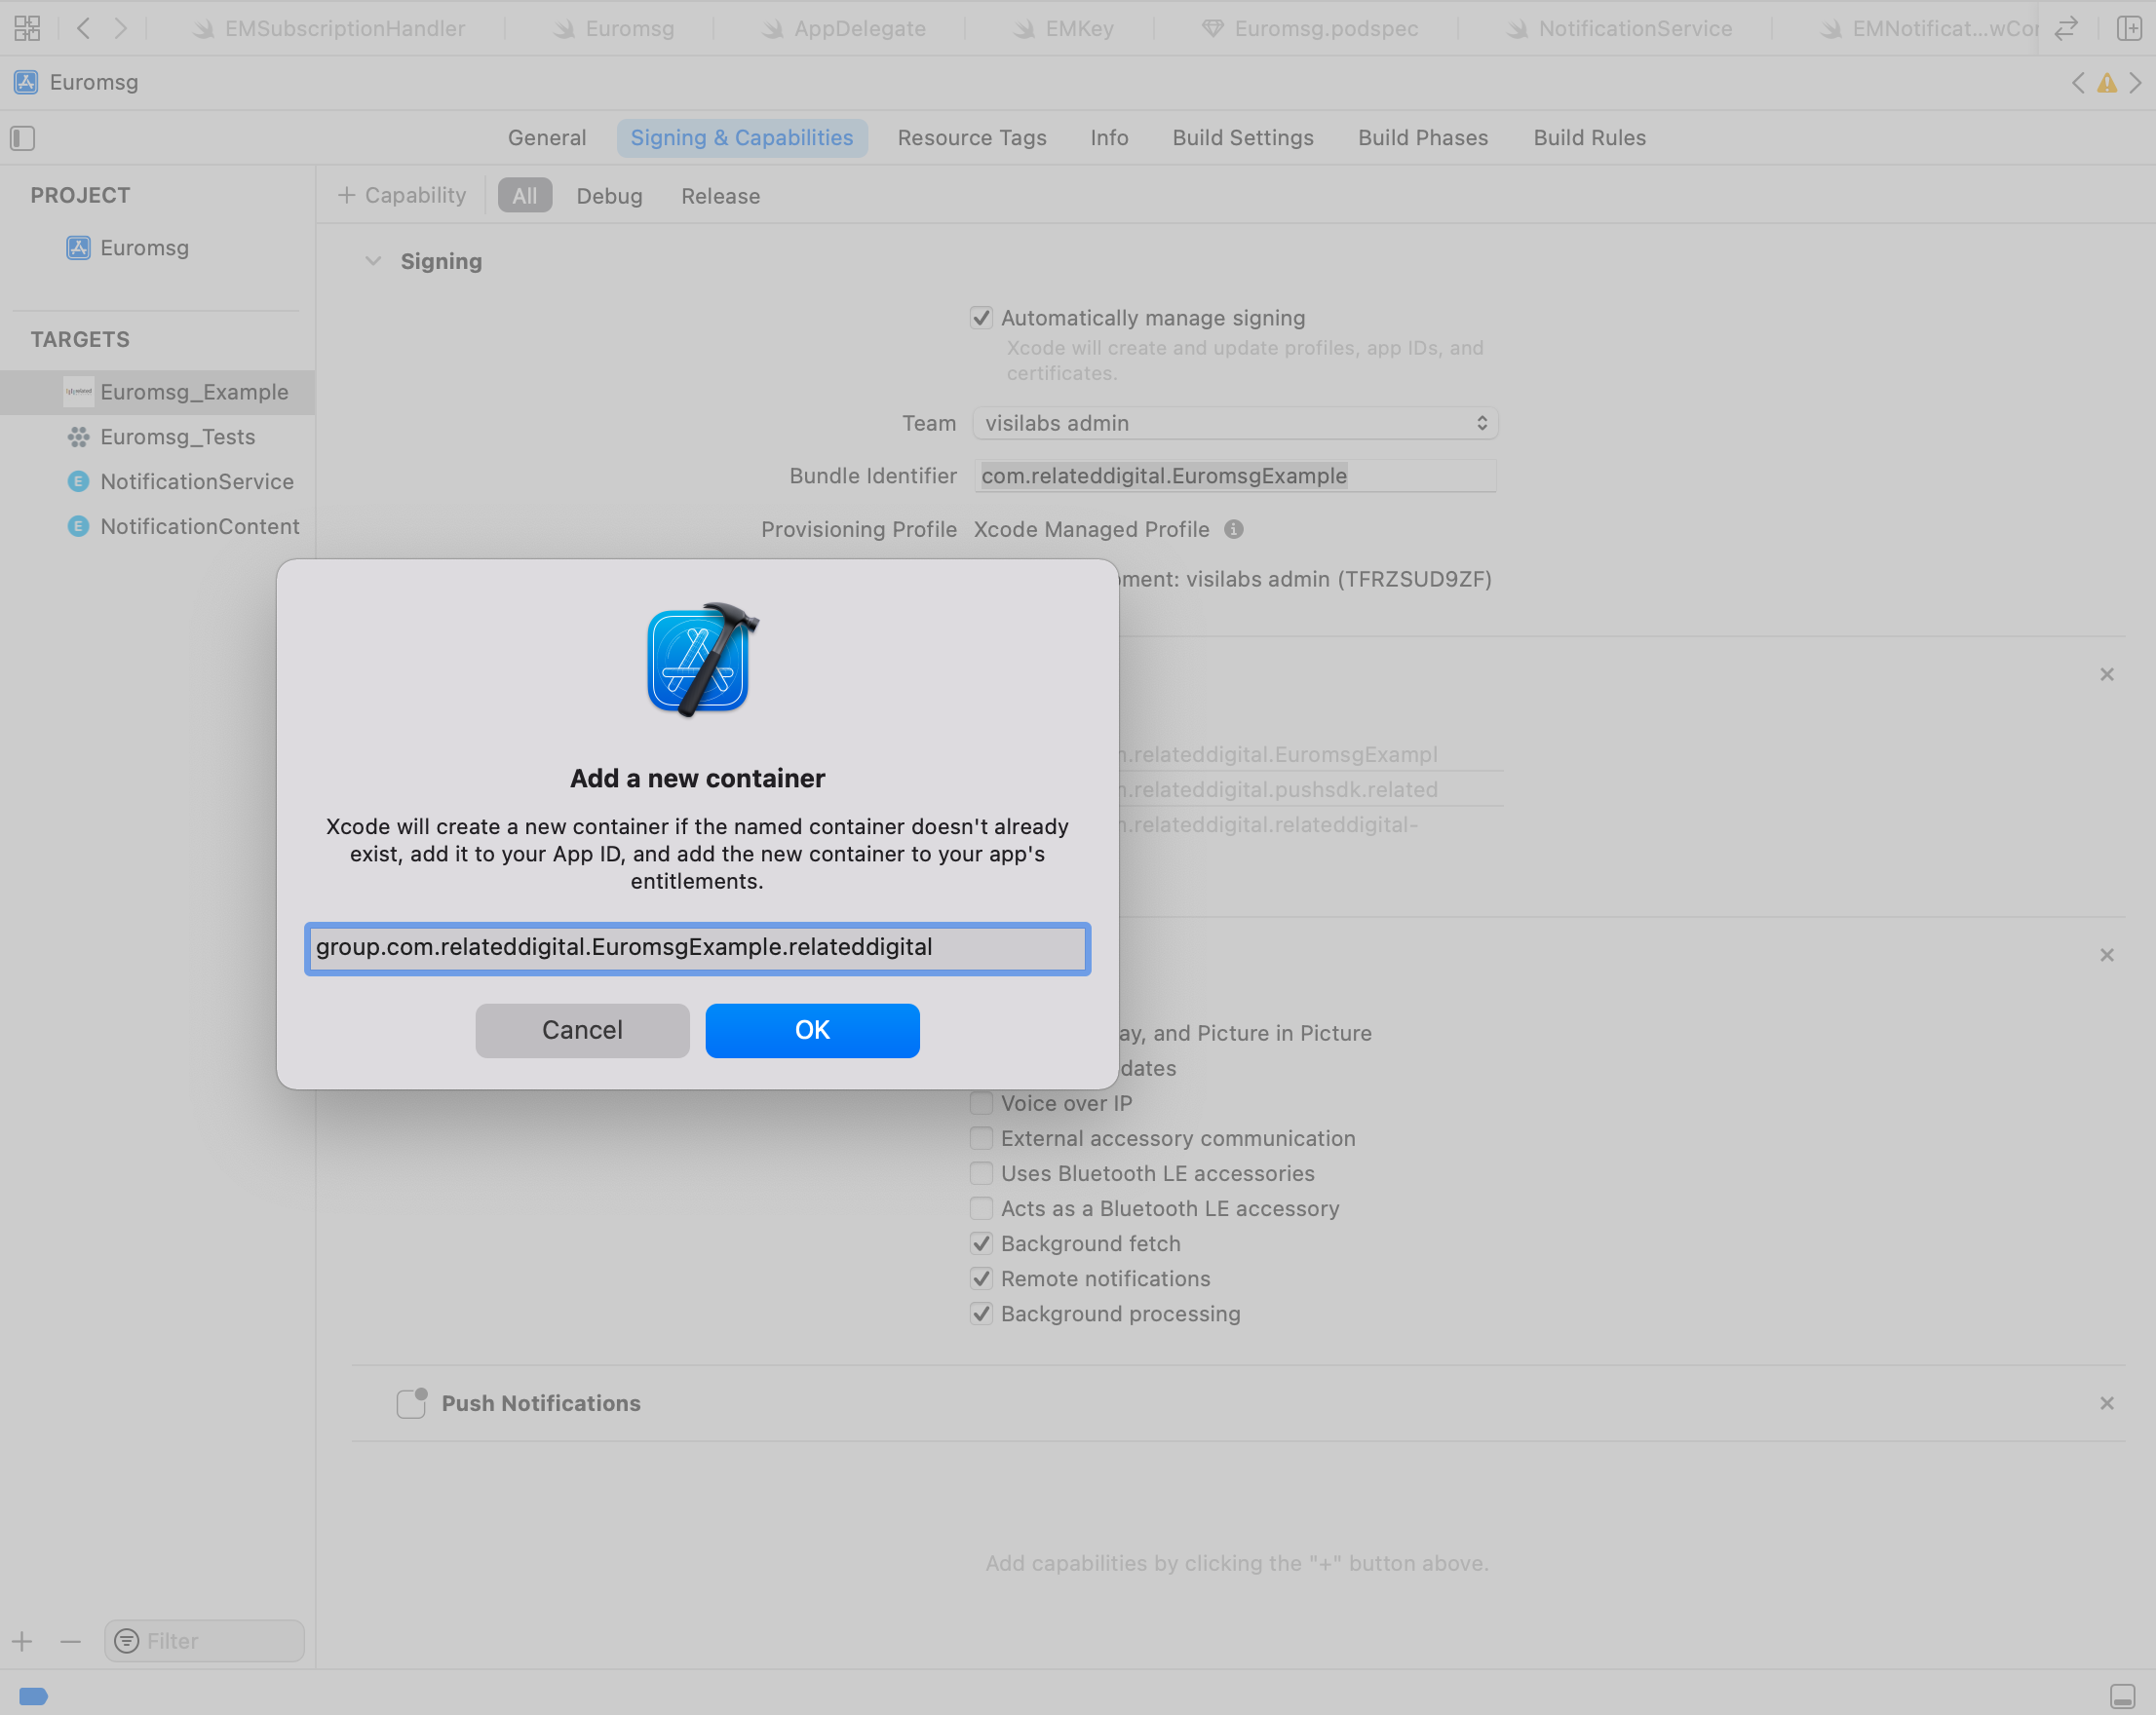 EMSubscriptionHandler
Euromsg
AppDelegate
EMKey
Euromsg.podspec
NotificationService
EMNotificat...wCor
Euromsg
General
Signing & Capabilities
Resource Tags
Info
Build Settings
Build Phases
Build Rules
PROJECT
Euromsg
TARGETS
Euromsg_Example
Euromsg_Tests
NotificationService
NotificationContent
+ Capability
All
Debug
Release
Signing
Automatically manage signing
Xcode will create and update profiles, app IDs, and
certificates.
Team
visilabs admin
Bundle Identifier
com.relateddigital.EuromsgExample
Provisioning Profile
Xcode Managed Profile
ment: visilabs admin (TFRZSUD9ZF)
.relateddigital.EuromsgExampl
.relateddigital.pushsdk.related
.relateddigital.relateddigital-
Add a new container
Xcode will create a new container if the named container doesn't already
exist, add it to your App ID, and add the new container to your app's
entitlements.
group.com.relateddigital.EuromsgExample.relateddigital
Cancel
OK
ay, and Picture in Picture
dates
Voice over IP
External accessory communication
Uses Bluetooth LE accessories
Acts as a Bluetooth LE accessory
Background fetch
Remote notifications
Background processing
Push Notifications
Add capabilities by clicking the "+" button above.
Filter